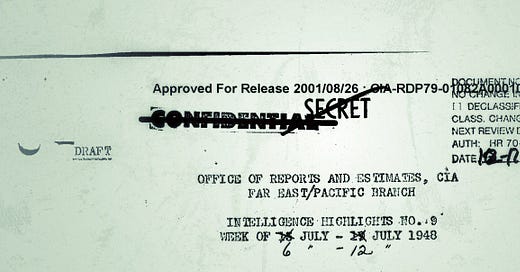 Approved For Release 2001/08/26 : CIA-RDP79-01082A00010
CONFIDENTIAL
SECRET
DOCUMENT NO
NO CHANGE I
[ ] DECLASSIF
CLASS. CHANG
NEXT REVIEW D
AUTH: HR 70-
DATE
DRAFT
OFFICE OF REPORTS AND ESTIMATES, CIA
FAR EAST/PACIFIC BRANCH
INTELLIGENCE HIGHLIGHTS NO. 9
WEEK OF JULY - JULY 1948
6 " - 12 "